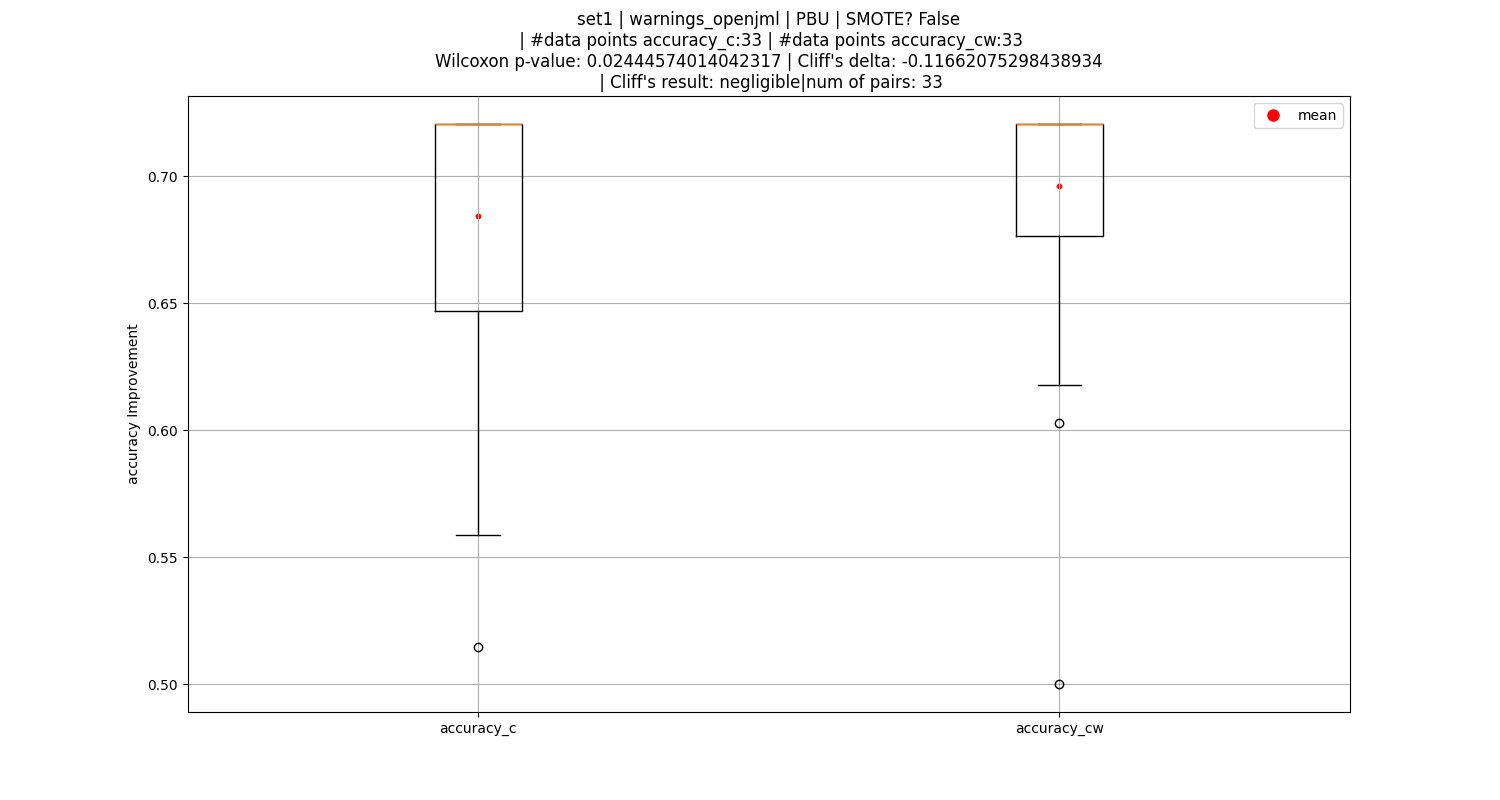 set1 | warnings_openjml | PBU | SMOTE? False
| #data points accuracy_c:33 | #data points accuracy_cw:33
Wilcoxon p-value: 0.02444574014042317 | Cliff's delta: -0.11662075298438934
| Cliff's result: negligible|num of pairs: 33
mean
0.70
0.65
0.60
0.55
0.50
accuracy Improvement
accuracy_c
accuracy_cw